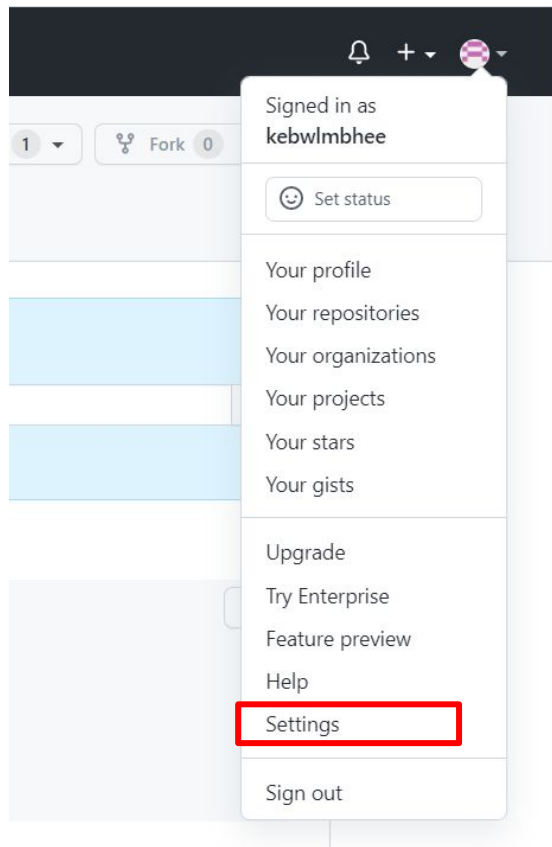 1
Fork 0
Signed in as
kebwlmbhee
Set status
Your profile
Your repositories
Your organizations
Your projects
Your stars
Your gists
Upgrade
Try Enterprise
Feature preview
Help
Settings
Sign out